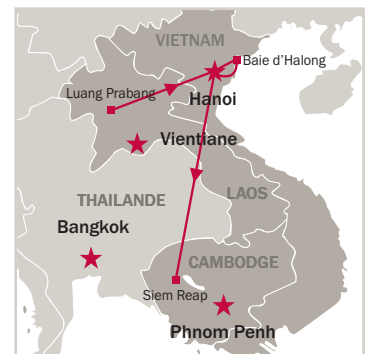 VIETNAM
Baie d'Halong
Luang Prabang
Hanoi
Vientiane
THAILANDE
LAOS
Bangkok
CAMBODGE
Siem Reap
Phnom Penh